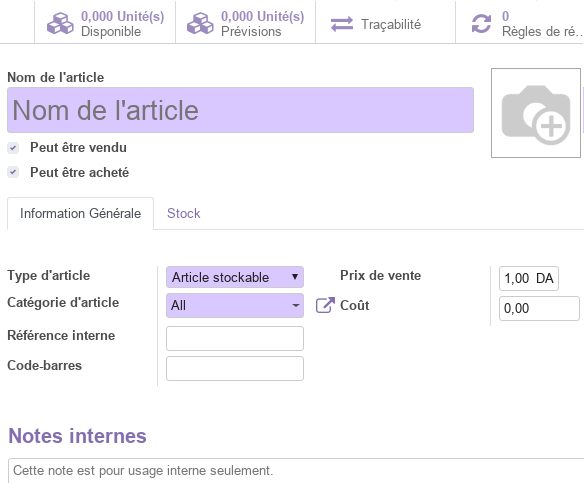 0,000 Unité(s)
Disponible
0,000 Unité(s)
Prévisions
Traçabilité
0
Règles de ré...
Nom de l'article
Nom de l'article
Peut être vendu
Peut être acheté
Information Générale
Stock
Type d'article
Article stockable
Prix de vente
1,00 DA
Catégorie d'article
All
Coût
0,00
Référence interne
Code-barres
Notes internes
Cette note est pour usage interne seulement.